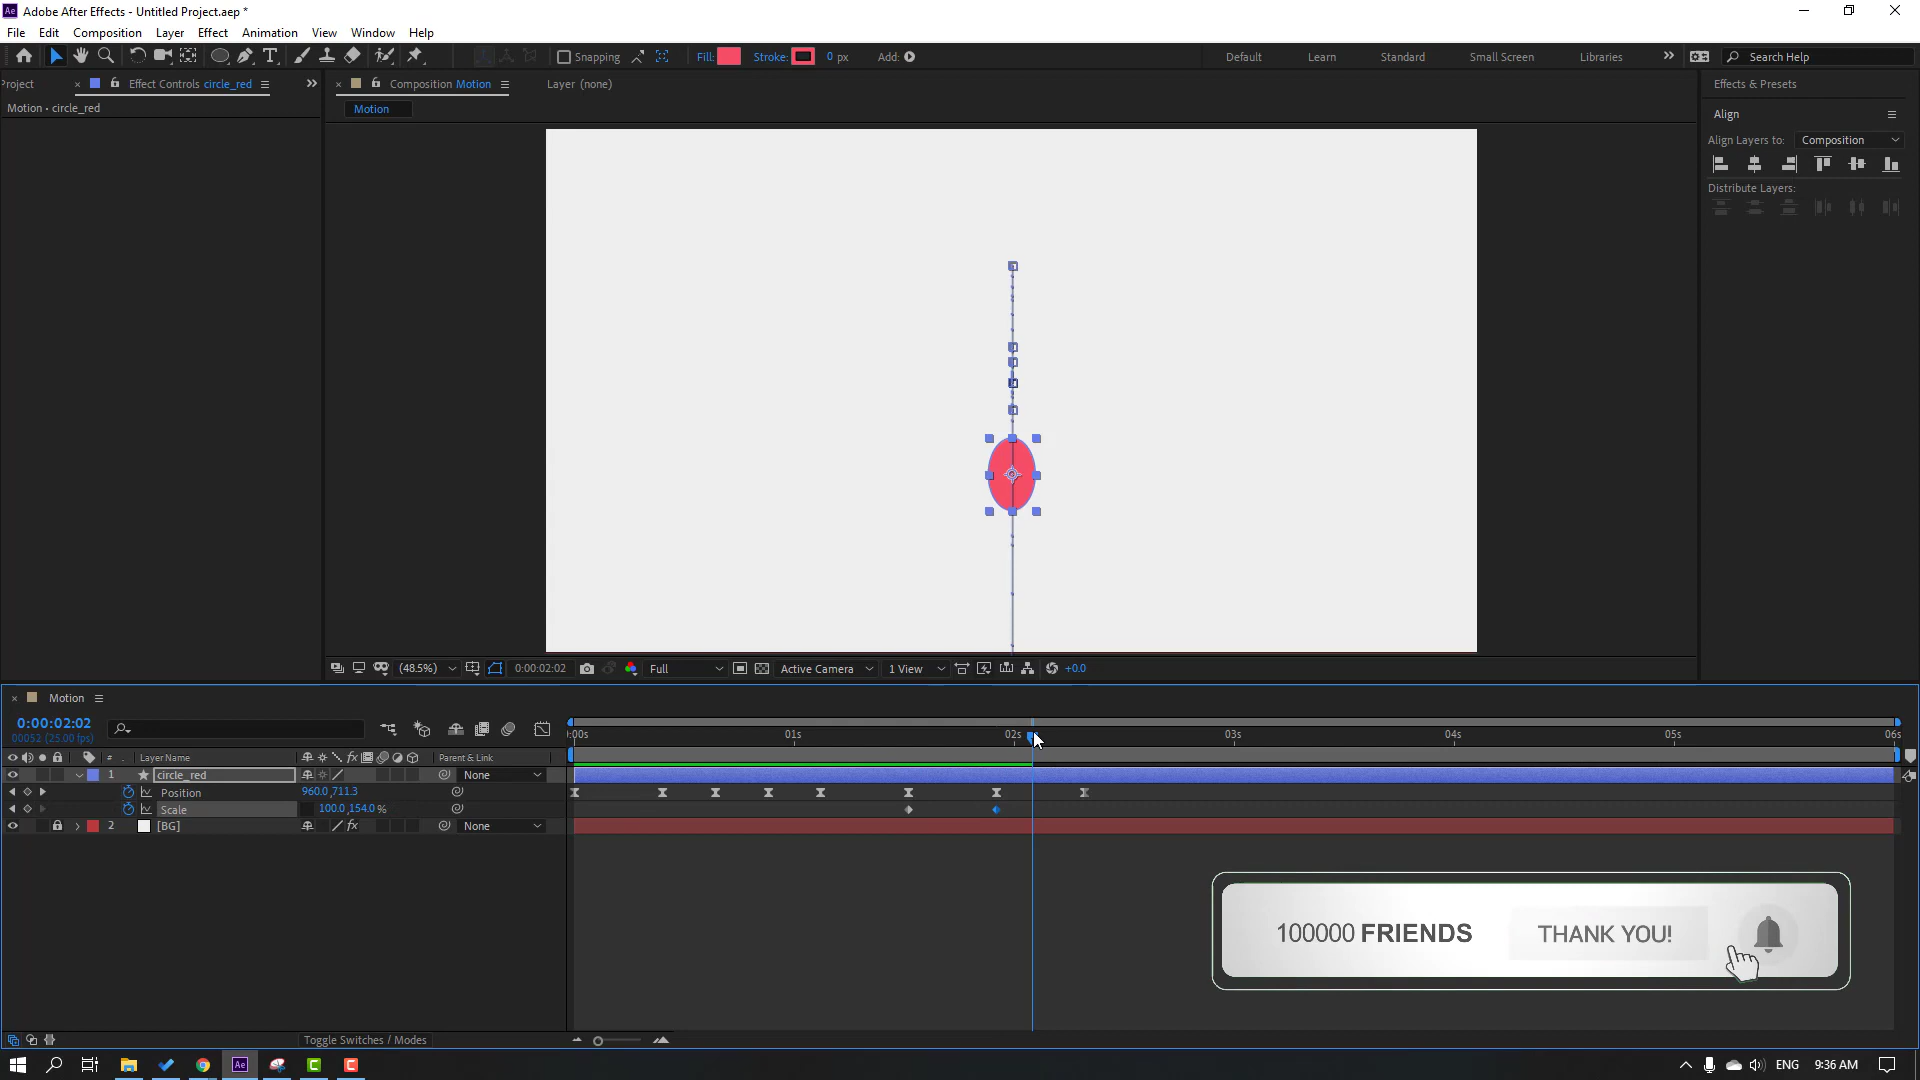 Adobe After Effects - Untitled Project.aep *
File Edit Composition Layer Effect Animation View Window Help
Snapping Fill: Stroke: 0 px Add: Default Learn Standard Small Screen Libraries Search Help
Project Effect Controls circle_red Composition Motion Layer (none) Effects & Presets
Motion • circle_red
Motion
Align
Align Layers to: Composition
Distribute Layers:
(48.5%) 0:00:02:02 Full Active Camera 1 View +0.0
Motion
0:00:02:02
00052 (25.00 fps)
:00s 01s 02s 03s 04s 05s 06s
# . Layer Name Parent & Link
1 circle_red None
Position 960.0,711.3
Scale 100.0,154.0 %
2 [BG] None
100000 FRIENDS THANK YOU!
Toggle Switches / Modes
ENG 9:36 AM